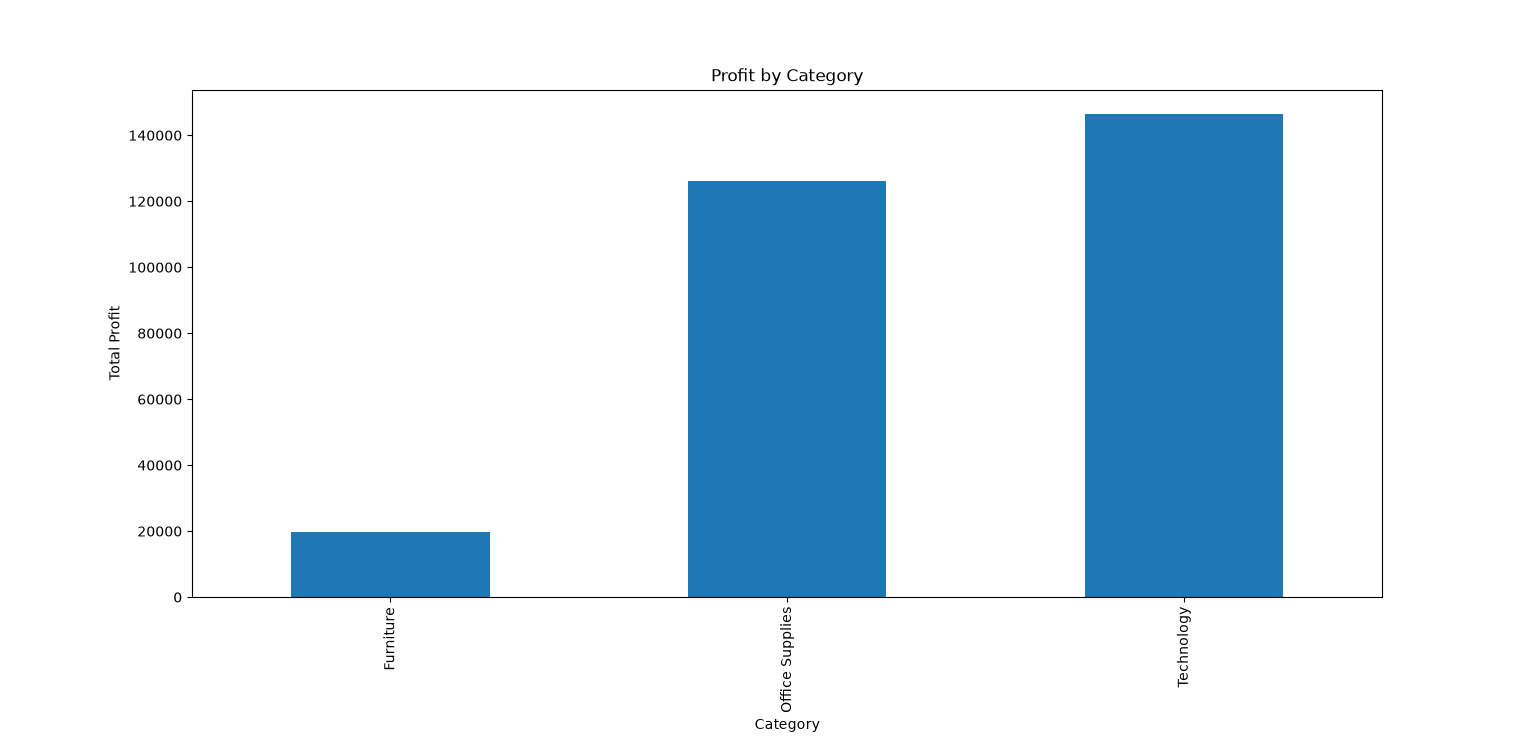 Profit by Category
140000
120000
100000
80000
60000
40000
20000
0
Total Profit
Furniture
Office Supplies
Technology
Category